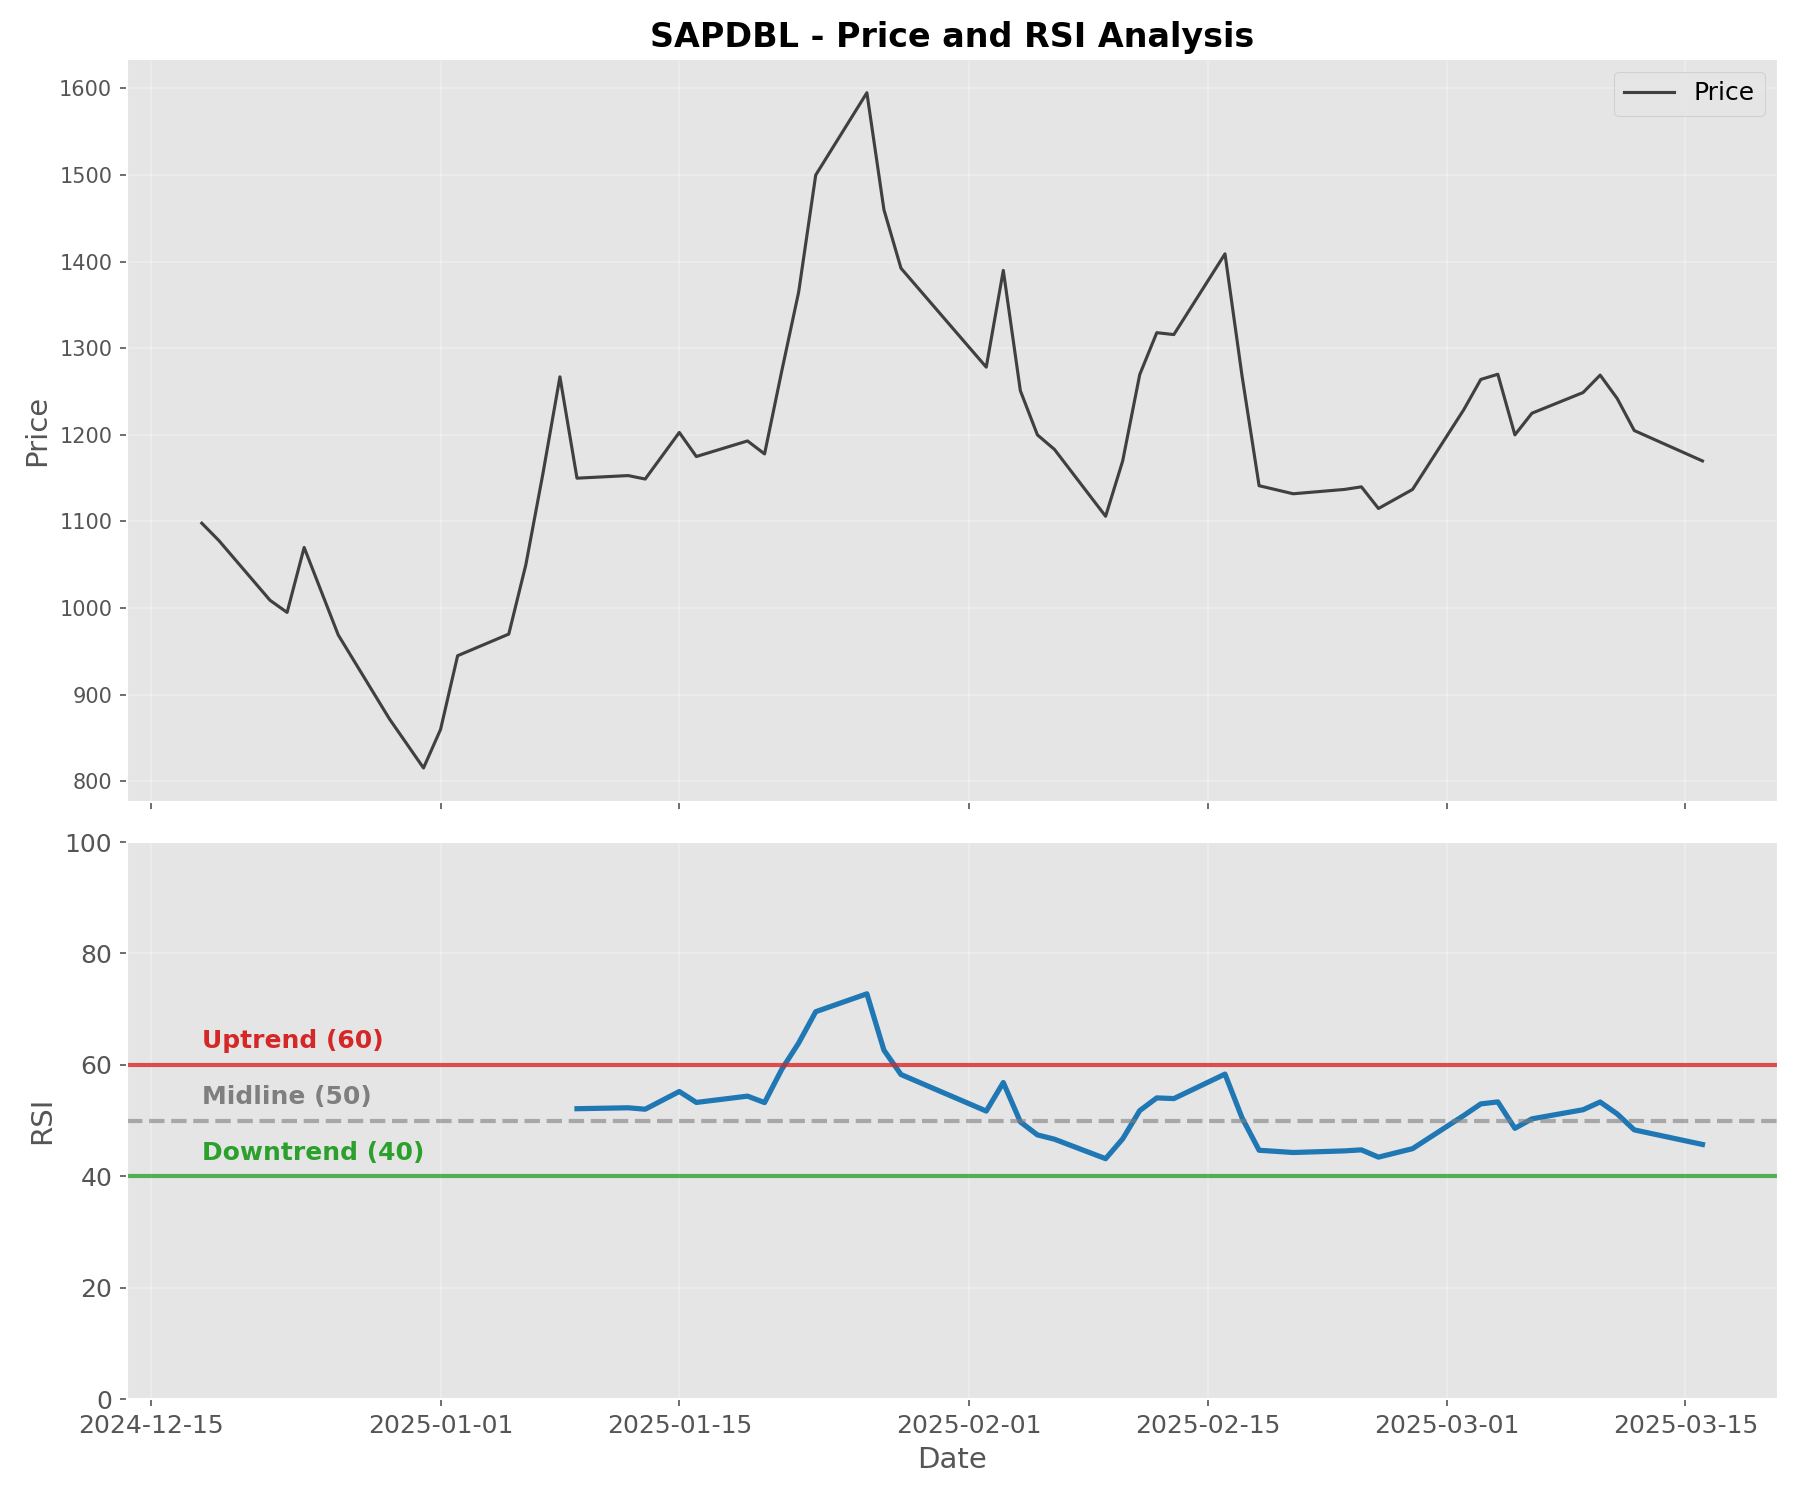 SAPDBL - Price and RSI Analysis
Price
1600
1500
1400
1300
1200
1100
1000
900
800
Price
100
80
60
40
20
0
RSI
Uptrend (60)
Midline (50)
Downtrend (40)
2024-12-15
2025-01-01
2025-01-15
2025-02-01
2025-02-15
2025-03-01
2025-03-15
Date